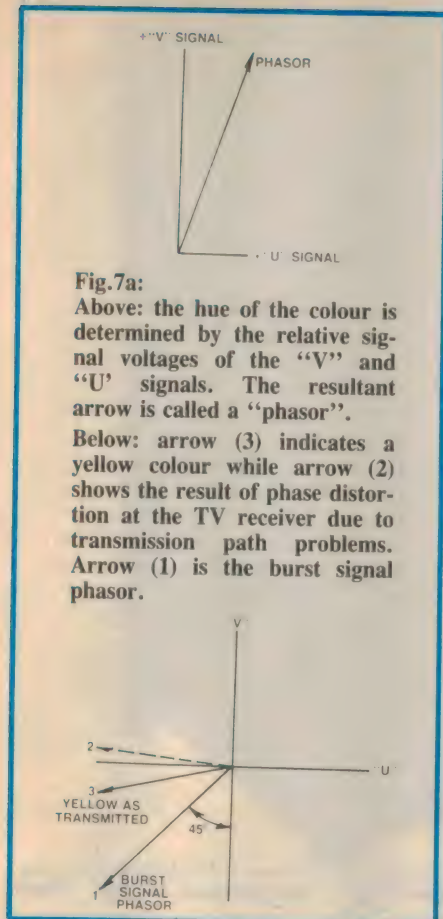 +"V" SIGNAL
PHASOR
+"U" SIGNAL
Fig.7a:
Above: the hue of the colour is
determined by the relative sig-
nal voltages of the "V" and
"U' signals. The resultant
arrow is called a "phasor".
Below: arrow (3) indicates a
yellow colour while arrow (2)
shows the result of phase distor-
tion at the TV receiver due to
transmission path problems.
Arrow (1) is the burst signal
phasor.
V
2
U
3
YELLOW AS
TRANSMITTED
45
1
BURST
SIGNAL
PHASOR